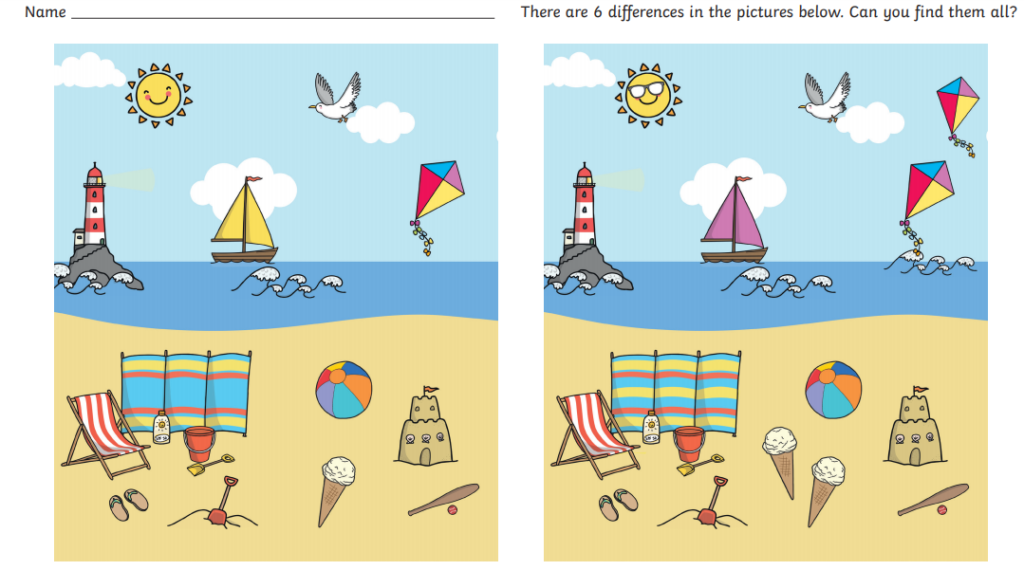 Name
There are 6 differences in the pictures below. Can you find them all?